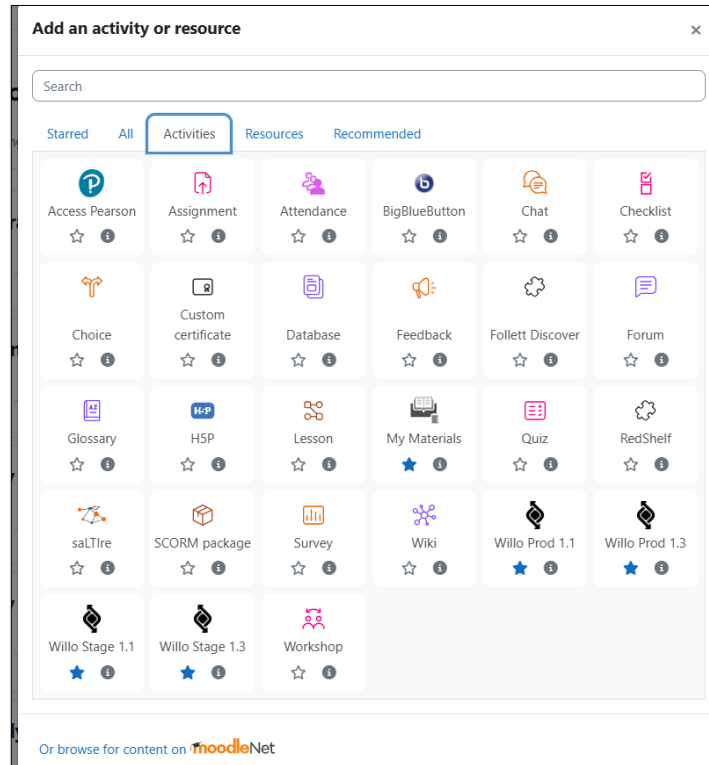 Add an activity or resource ×
Search
Starred All Activities Resources Recommended
Access Pearson Assignment Attendance BigBlueButton Chat Checklist
Choice Custom certificate Database Feedback Follett Discover Forum
AZ
H-P
Glossary H5P Lesson My Materials Quiz RedShelf
saLTIre SCORM package Survey Wiki Willo Prod 1.1 Willo Prod 1.3
Willo Stage 1.1 Willo Stage 1.3 Workshop
Or browse for content on moodleNet